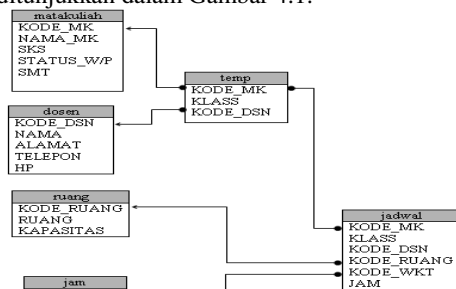 ditunjukkan dalam Gambar 4.1.
matakuliah
KODE_MK
NAMA_MK
SKS
STATUS_W/P
SMT
temp
KODE_MK
KLASS
KODE_DSN
dosen
KODE_DSN
NAMA
ALAMAT
TELEPON
HP
ruang
KODE_RUANG
RUANG
KAPASITAS
jadwal
KODE_MK
KLASS
KODE_DSN
KODE_RUANG
KODE_WKT
JAM
jam